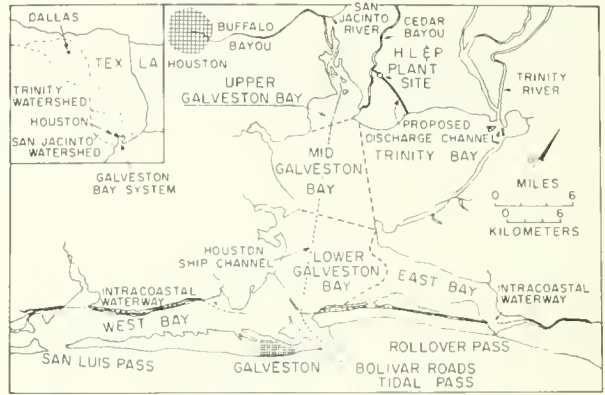 DALLAS
TEX
LA
TRINITY
WATERSHED
HOUSTON
SAN JACINTO
WATERSHED
GALVESTON
BAY SYSTEM
BUFFALO
BAYOU
HOUSTON
SAN
JACINTO
RIVER
CEDAR
BAYOU
H L & P
PLANT
SITE
TRINITY
RIVER
UPPER
GALVESTON BAY
PROPOSED
DISCHARGE CHANNEL
TRINITY BAY
MID
GALVESTON
BAY
MILES
0 6
0 6
KILOMETERS
HOUSTON
SHIP CHANNEL
LOWER
GALVESTON
BAY
EAST BAY
INTRACOASTAL
WATERWAY
INTRACOASTAL
WATERWAY
WEST BAY
SAN LUIS PASS
GALVESTON
ROLLOVER PASS
BOLIVAR ROADS
TIDAL PASS